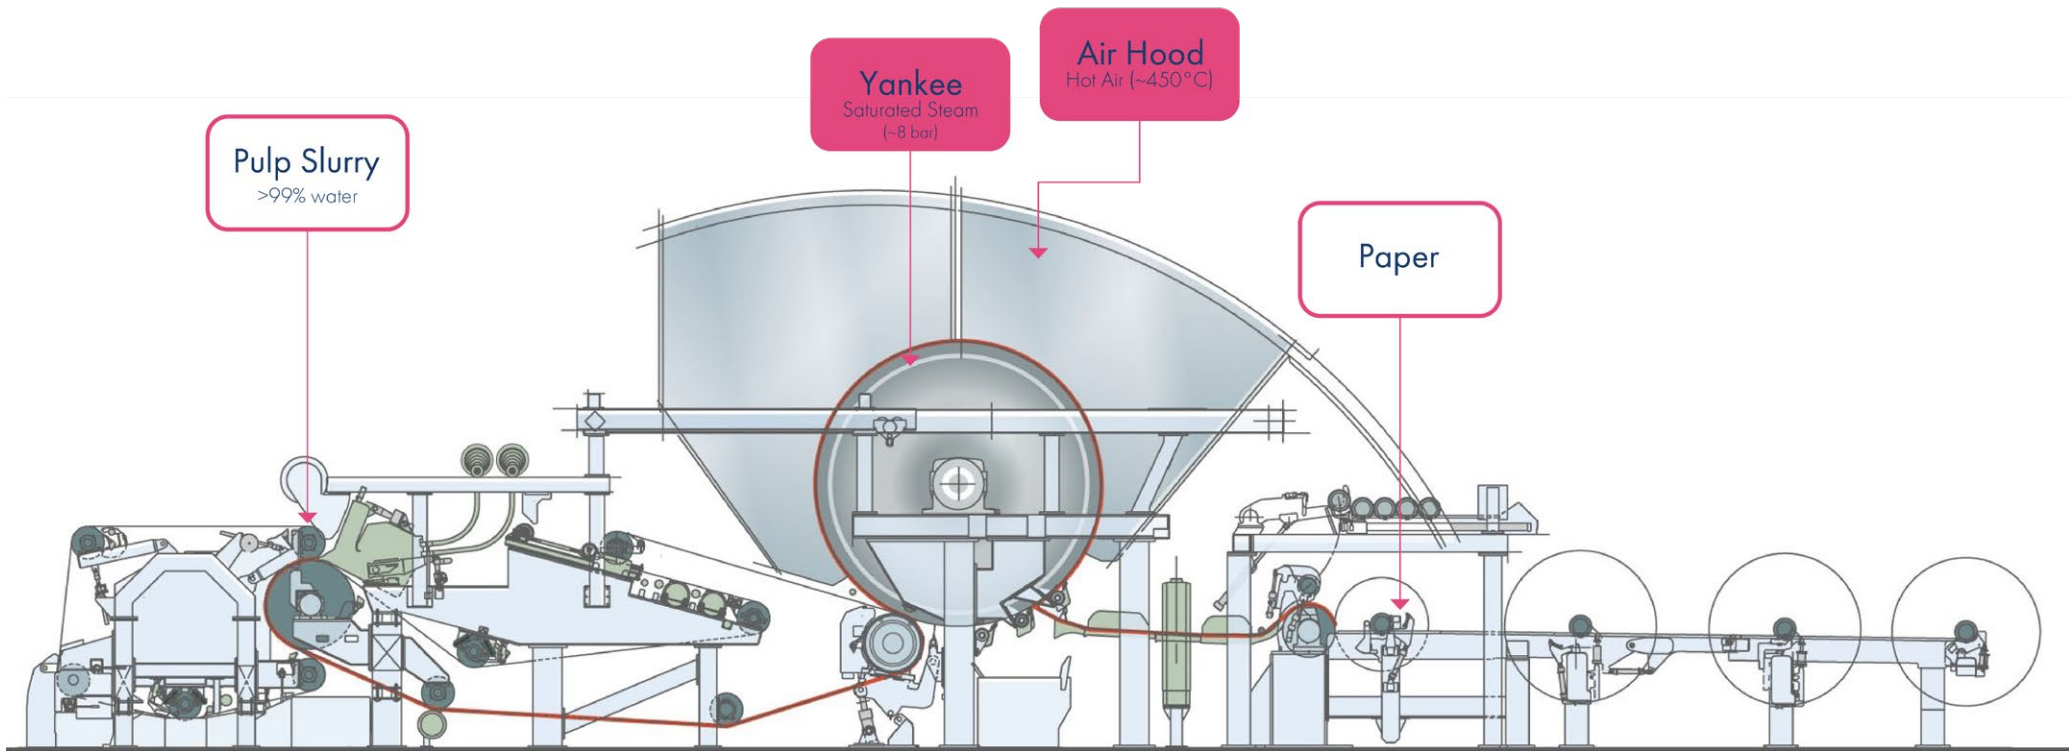 Pulp Slurry
>99% water
Yankee
Saturated Steam
(~8 bar)
Air Hood
Hot Air (~450°C)
Paper